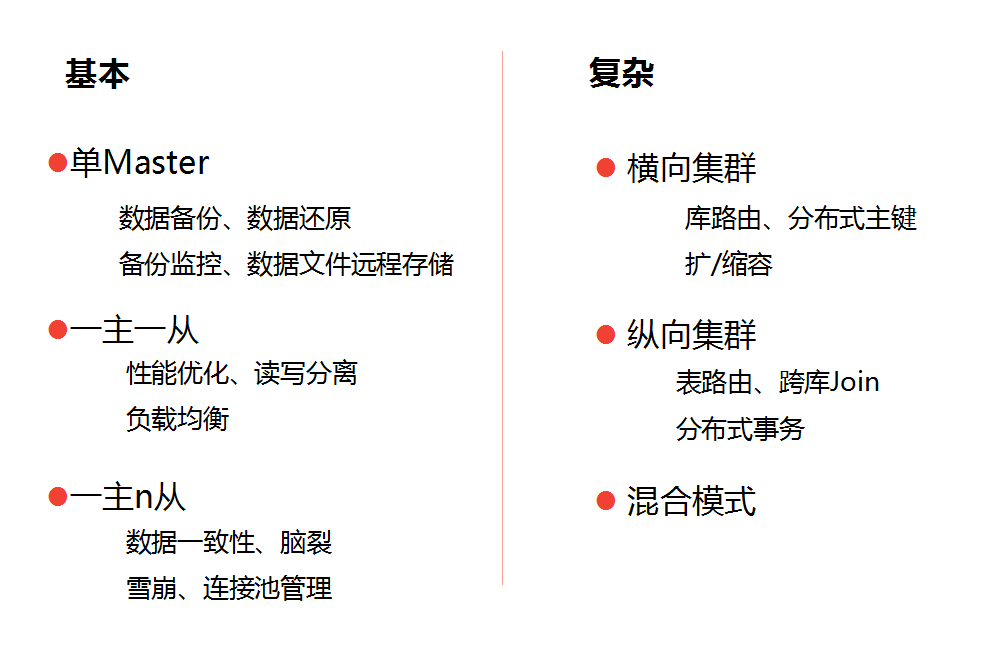 基本
单Master
数据备份、数据还原
备份监控、数据文件远程存储
一主一从
性能优化、读写分离
负载均衡
一主n从
数据一致性、脑裂
雪崩、连接池管理
复杂
横向集群
库路由、分布式主键
扩/缩容
纵向集群
表路由、跨库Join
分布式事务
混合模式